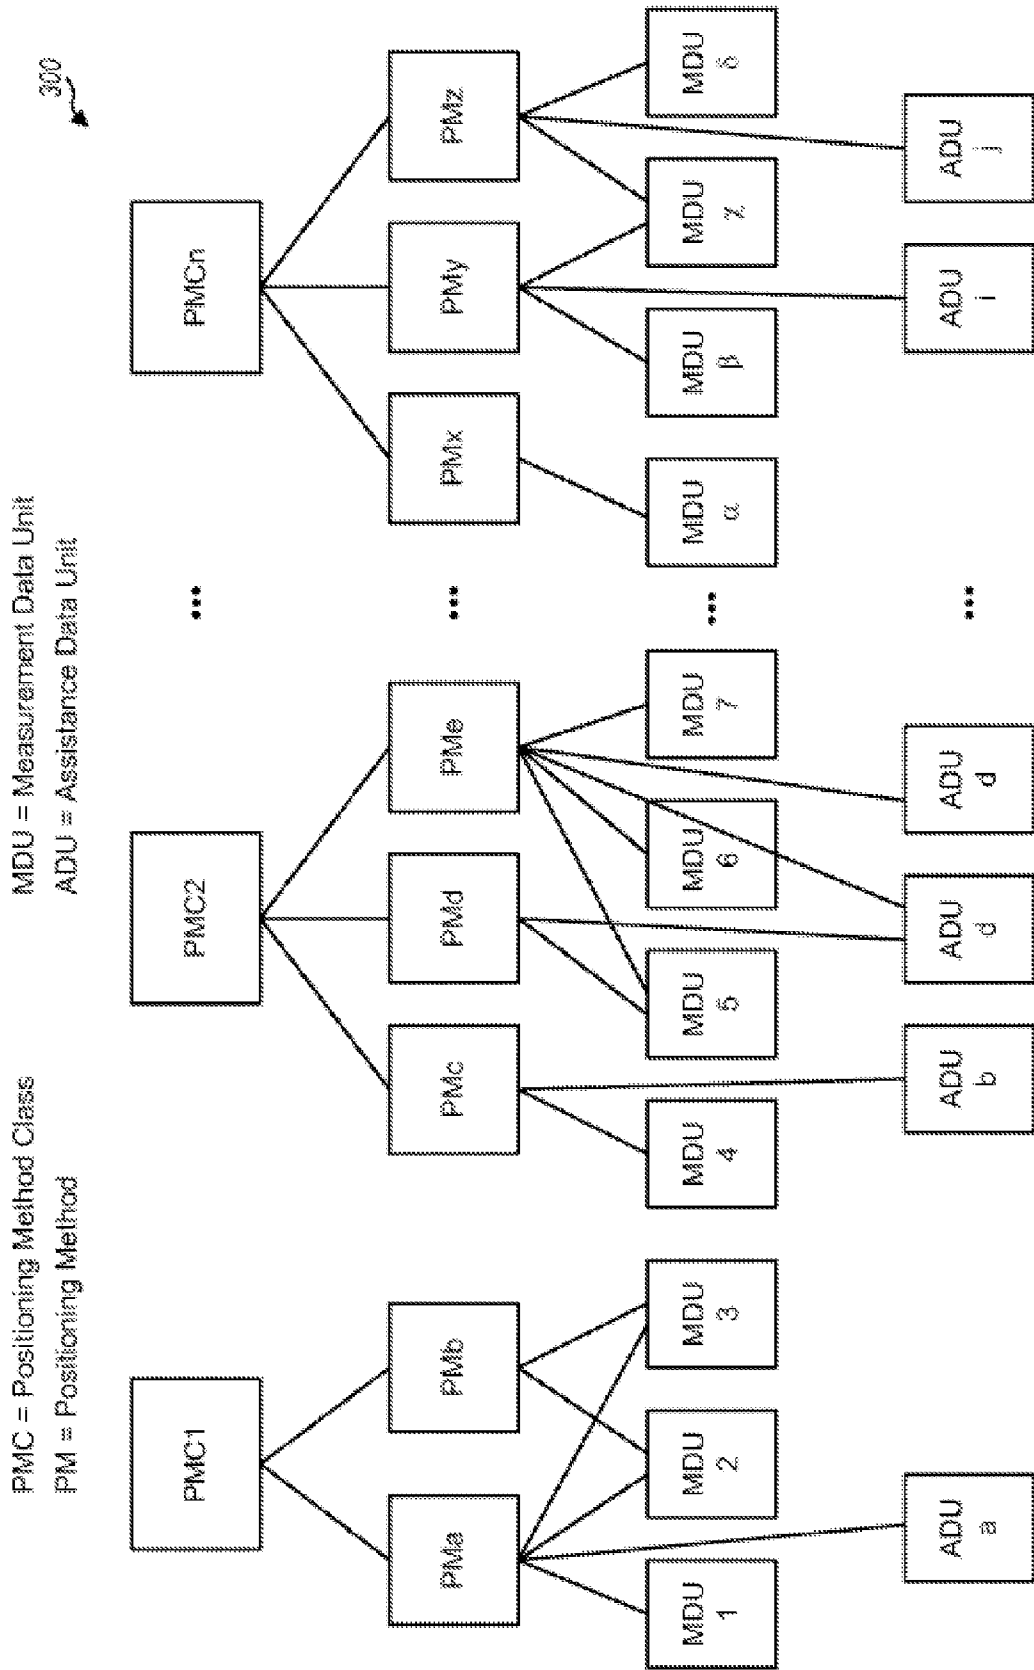 PMC = Positioning Method Class
PM = Positioning Method
MDU = Measurement Data Unit
ADU = Assistance Data Unit
300
PMC1
PMC2
•••
PMCn
PMa
PMb
PMc
PMd
PMe
•••
PMx
PMy
PMz
MDU
1
MDU
2
MDU
3
MDU
4
MDU
5
MDU
6
MDU
7
•••
MDU
α
MDU
β
MDU
χ
MDU
δ
ADU
a
ADU
b
ADU
d
ADU
d
•••
ADU
i
ADU
j